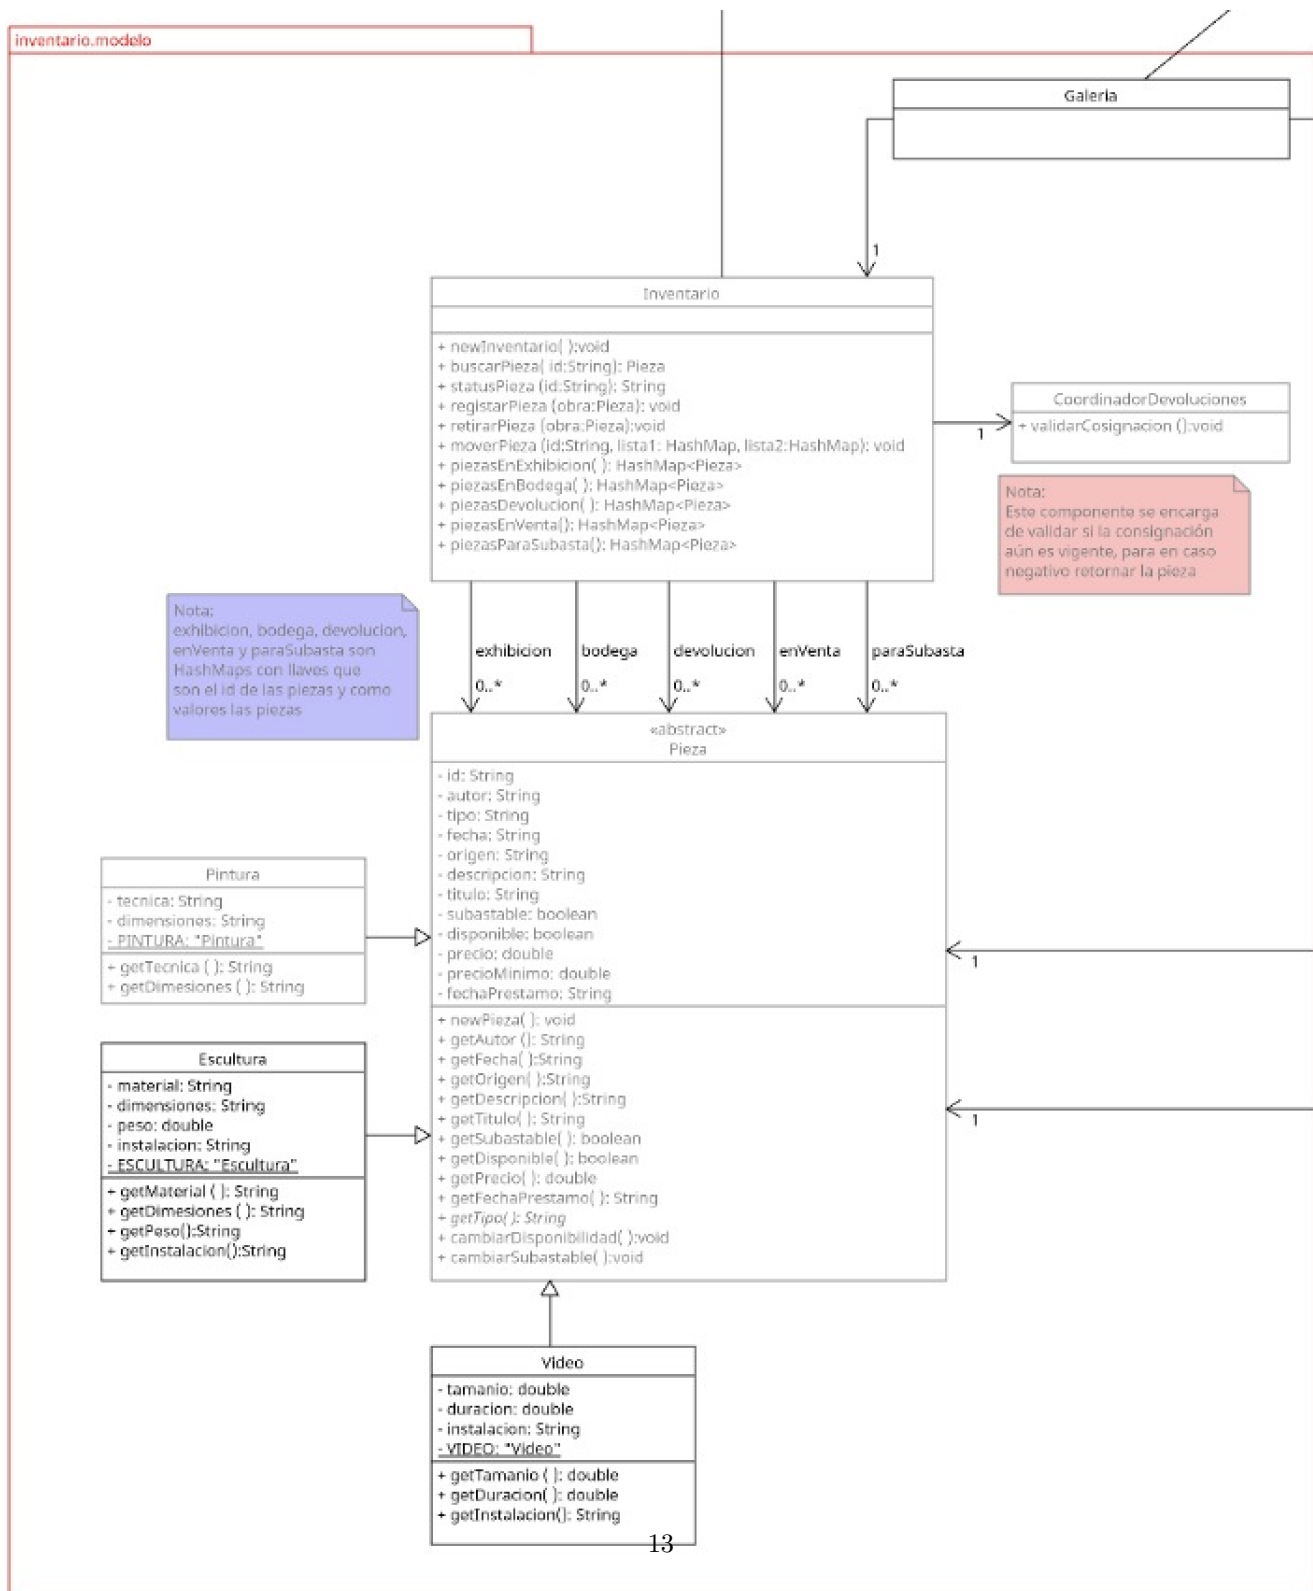 inventario.modelo
Galeria
1
Inventario
+ newInventario( ):void
+ buscarPieza( id:String): Pieza
+ statusPieza (id:String): String
+ registarPieza (obra:Pieza): void
+ retirarPieza (obra:Pieza):void
+ moverPieza (id:String, lista1: HashMap, lista2:HashMap): void
+ piezasEnExhibicion( ): HashMap<Pieza>
+ piezasEnBodega( ): HashMap<Pieza>
+ piezasDevolucion( ): HashMap<Pieza>
+ piezasEnVenta(): HashMap<Pieza>
+ piezasParaSubasta(): HashMap<Pieza>
1
CoordinadorDevoluciones
+ validarCosignacion ():void
Nota:
Este componente se encarga
de validar si la consignación
aún es vigente, para en caso
negativo retornar la pieza
Nota:
exhibicion, bodega, devolucion,
enVenta y paraSubasta son
HashMaps con llaves que
son el id de las piezas y como
valores las piezas
exhibicion
0..*
bodega
0..*
devolucion
0..*
enVenta
0..*
paraSubasta
0..*
«abstract»
Pieza
- id: String
- autor: String
- tipo: String
- fecha: String
- origen: String
- descripcion: String
- titulo: String
- subastable: boolean
- disponible: boolean
- precio: double
- precioMinimo: double
- fechaPrestamo: String
+ newPieza( ): void
+ getAutor (): String
+ getFecha( ):String
+ getOrigen( ):String
+ getDescripcion( ):String
+ getTitulo( ): String
+ getSubastable( ): boolean
+ getDisponible( ): boolean
+ getPrecio( ): double
+ getFechaPrestamo( ): String
+ getTipo( ): String
+ cambiarDisponibilidad( ):void
+ cambiarSubastable( ):void
1
1
Pintura
- tecnica: String
- dimensiones: String
- PINTURA: "Pintura"
+ getTecnica ( ): String
+ getDimesiones ( ): String
Escultura
- material: String
- dimensiones: String
- peso: double
- instalacion: String
- ESCULTURA: "Escultura"
+ getMaterial ( ): String
+ getDimesiones ( ): String
+ getPeso():String
+ getInstalacion():String
Video
- tamanio: double
- duracion: double
- instalacion: String
- VIDEO: "Video"
+ getTamanio ( ): double
+ getDuracion( ): double
+ getInstalacion(): String
13